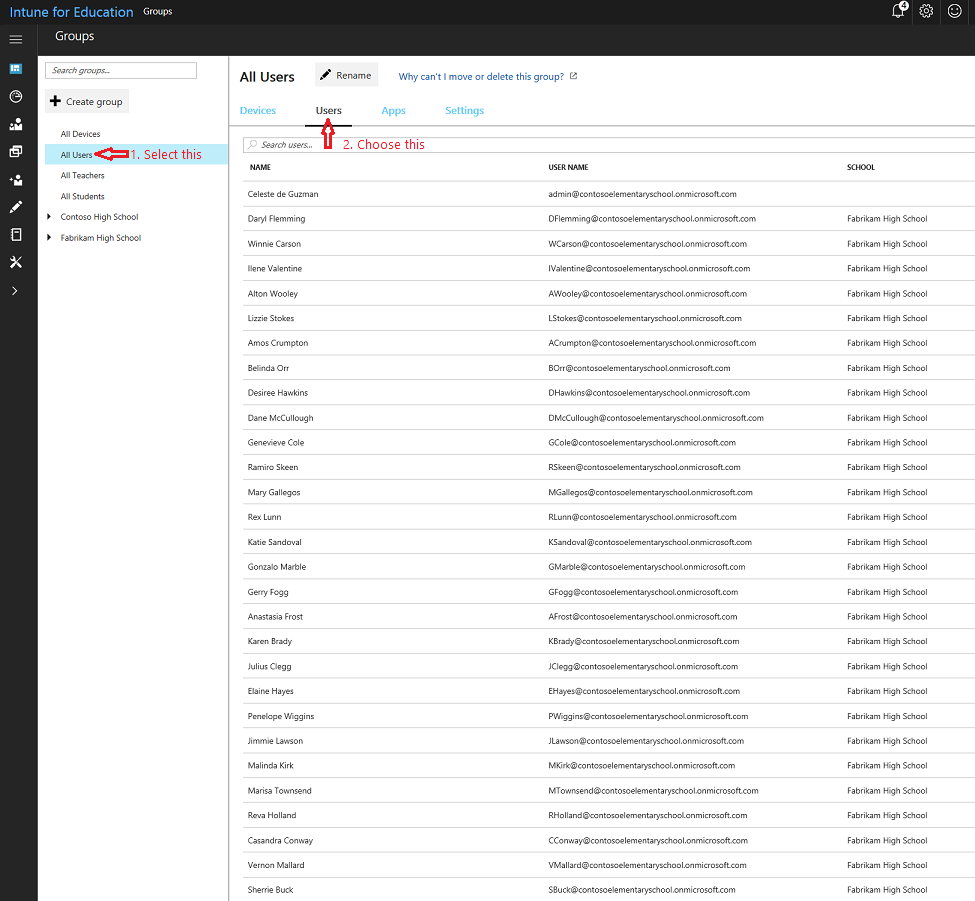 Intune for Education Groups 4
Groups
Search groups...
Create group
All Devices
All Users 1. Select this
All Teachers
All Students
Contoso High School
Fabrikam High School
All Users Rename Why can't I move or delete this group?
Devices Users Apps Settings
Search users... 2. Choose this
NAME USER NAME SCHOOL
Celeste de Guzman admin@contosoelementaryschool.onmicrosoft.com
Daryl Flemming DFlemming@contosoelementaryschool.onmicrosoft.com Fabrikam High School
Winnie Carson WCarson@contosoelementaryschool.onmicrosoft.com Fabrikam High School
Ilene Valentine IValentine@contosoelementaryschool.onmicrosoft.com Fabrikam High School
Alton Wooley AWooley@contosoelementaryschool.onmicrosoft.com Fabrikam High School
Lizzie Stokes LStokes@contosoelementaryschool.onmicrosoft.com Fabrikam High School
Amos Crumpton ACrumpton@contosoelementaryschool.onmicrosoft.com Fabrikam High School
Belinda Orr BOrr@contosoelementaryschool.onmicrosoft.com Fabrikam High School
Desiree Hawkins DHawkins@contosoelementaryschool.onmicrosoft.com Fabrikam High School
Dane McCullough DMcCullough@contosoelementaryschool.onmicrosoft.com Fabrikam High School
Genevieve Cole GCole@contosoelementaryschool.onmicrosoft.com Fabrikam High School
Ramiro Skeen RSkeen@contosoelementaryschool.onmicrosoft.com Fabrikam High School
Mary Gallegos MGallegos@contosoelementaryschool.onmicrosoft.com Fabrikam High School
Rex Lunn RLunn@contosoelementaryschool.onmicrosoft.com Fabrikam High School
Katie Sandoval KSandoval@contosoelementaryschool.onmicrosoft.com Fabrikam High School
Gonzalo Marble GMarble@contosoelementaryschool.onmicrosoft.com Fabrikam High School
Gerry Fogg GFogg@contosoelementaryschool.onmicrosoft.com Fabrikam High School
Anastasia Frost AFrost@contosoelementaryschool.onmicrosoft.com Fabrikam High School
Karen Brady KBrady@contosoelementaryschool.onmicrosoft.com Fabrikam High School
Julius Clegg JClegg@contosoelementaryschool.onmicrosoft.com Fabrikam High School
Elaine Hayes EHayes@contosoelementaryschool.onmicrosoft.com Fabrikam High School
Penelope Wiggins PWiggins@contosoelementaryschool.onmicrosoft.com Fabrikam High School
Jimmie Lawson JLawson@contosoelementaryschool.onmicrosoft.com Fabrikam High School
Malinda Kirk MKirk@contosoelementaryschool.onmicrosoft.com Fabrikam High School
Marisa Townsend MTownsend@contosoelementaryschool.onmicrosoft.com Fabrikam High School
Reva Holland RHolland@contosoelementaryschool.onmicrosoft.com Fabrikam High School
Casandra Conway CConway@contosoelementaryschool.onmicrosoft.com Fabrikam High School
Vernon Mallard VMallard@contosoelementaryschool.onmicrosoft.com Fabrikam High School
Sherrie Buck SBuck@contosoelementaryschool.onmicrosoft.com Fabrikam High School